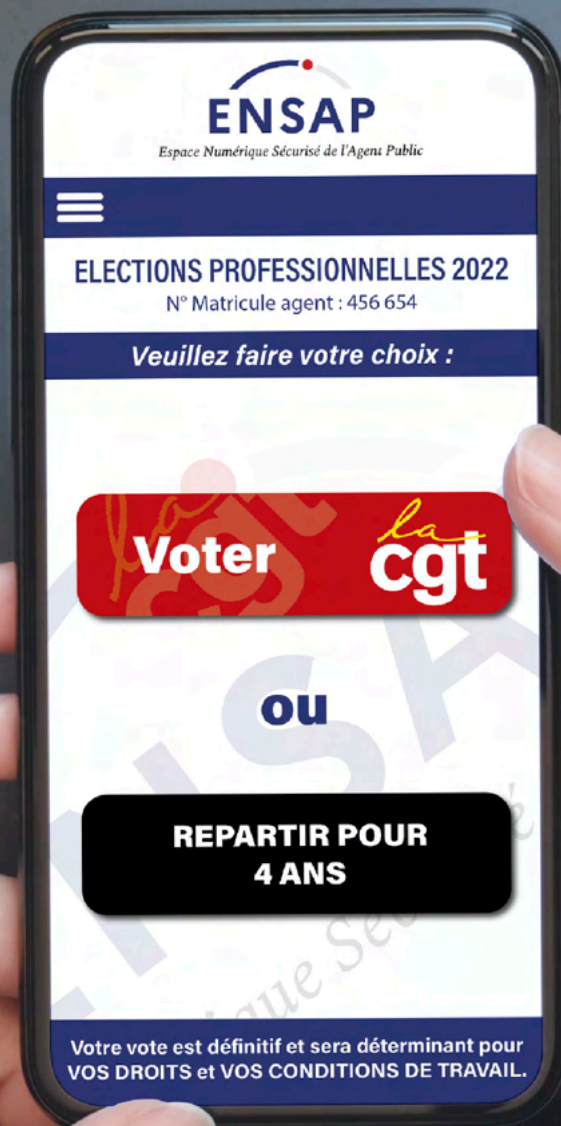 ENSAP
Espace Numérique Sécurisé de l'Agent Public
ELECTIONS PROFESSIONNELLES 2022
N° Matricule agent : 456 654
Veuillez faire votre choix :
Voter la cgt
ou
REPARTIR POUR
4 ANS
Votre vote est définitif et sera déterminant pour
VOS DROITS et VOS CONDITIONS DE TRAVAIL.